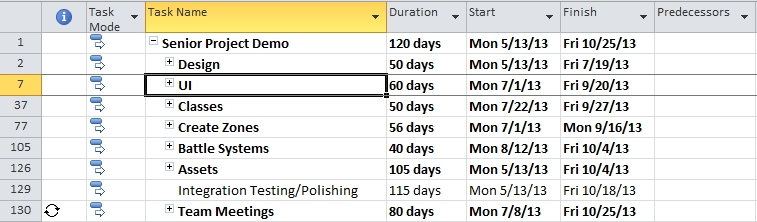 Task Mode Task Name Duration Start Finish Predecessors
1 Senior Project Demo 120 days Mon 5/13/13 Fri 10/25/13
2 Design 50 days Mon 5/13/13 Fri 7/19/13
7 UI 60 days Mon 7/1/13 Fri 9/20/13
37 Classes 50 days Mon 7/22/13 Fri 9/27/13
77 Create Zones 56 days Mon 7/1/13 Mon 9/16/13
105 Battle Systems 40 days Mon 8/12/13 Fri 10/4/13
126 Assets 105 days Mon 5/13/13 Fri 10/4/13
129 Integration Testing/Polishing 115 days Mon 5/13/13 Fri 10/18/13
130 Team Meetings 80 days Mon 7/8/13 Fri 10/25/13